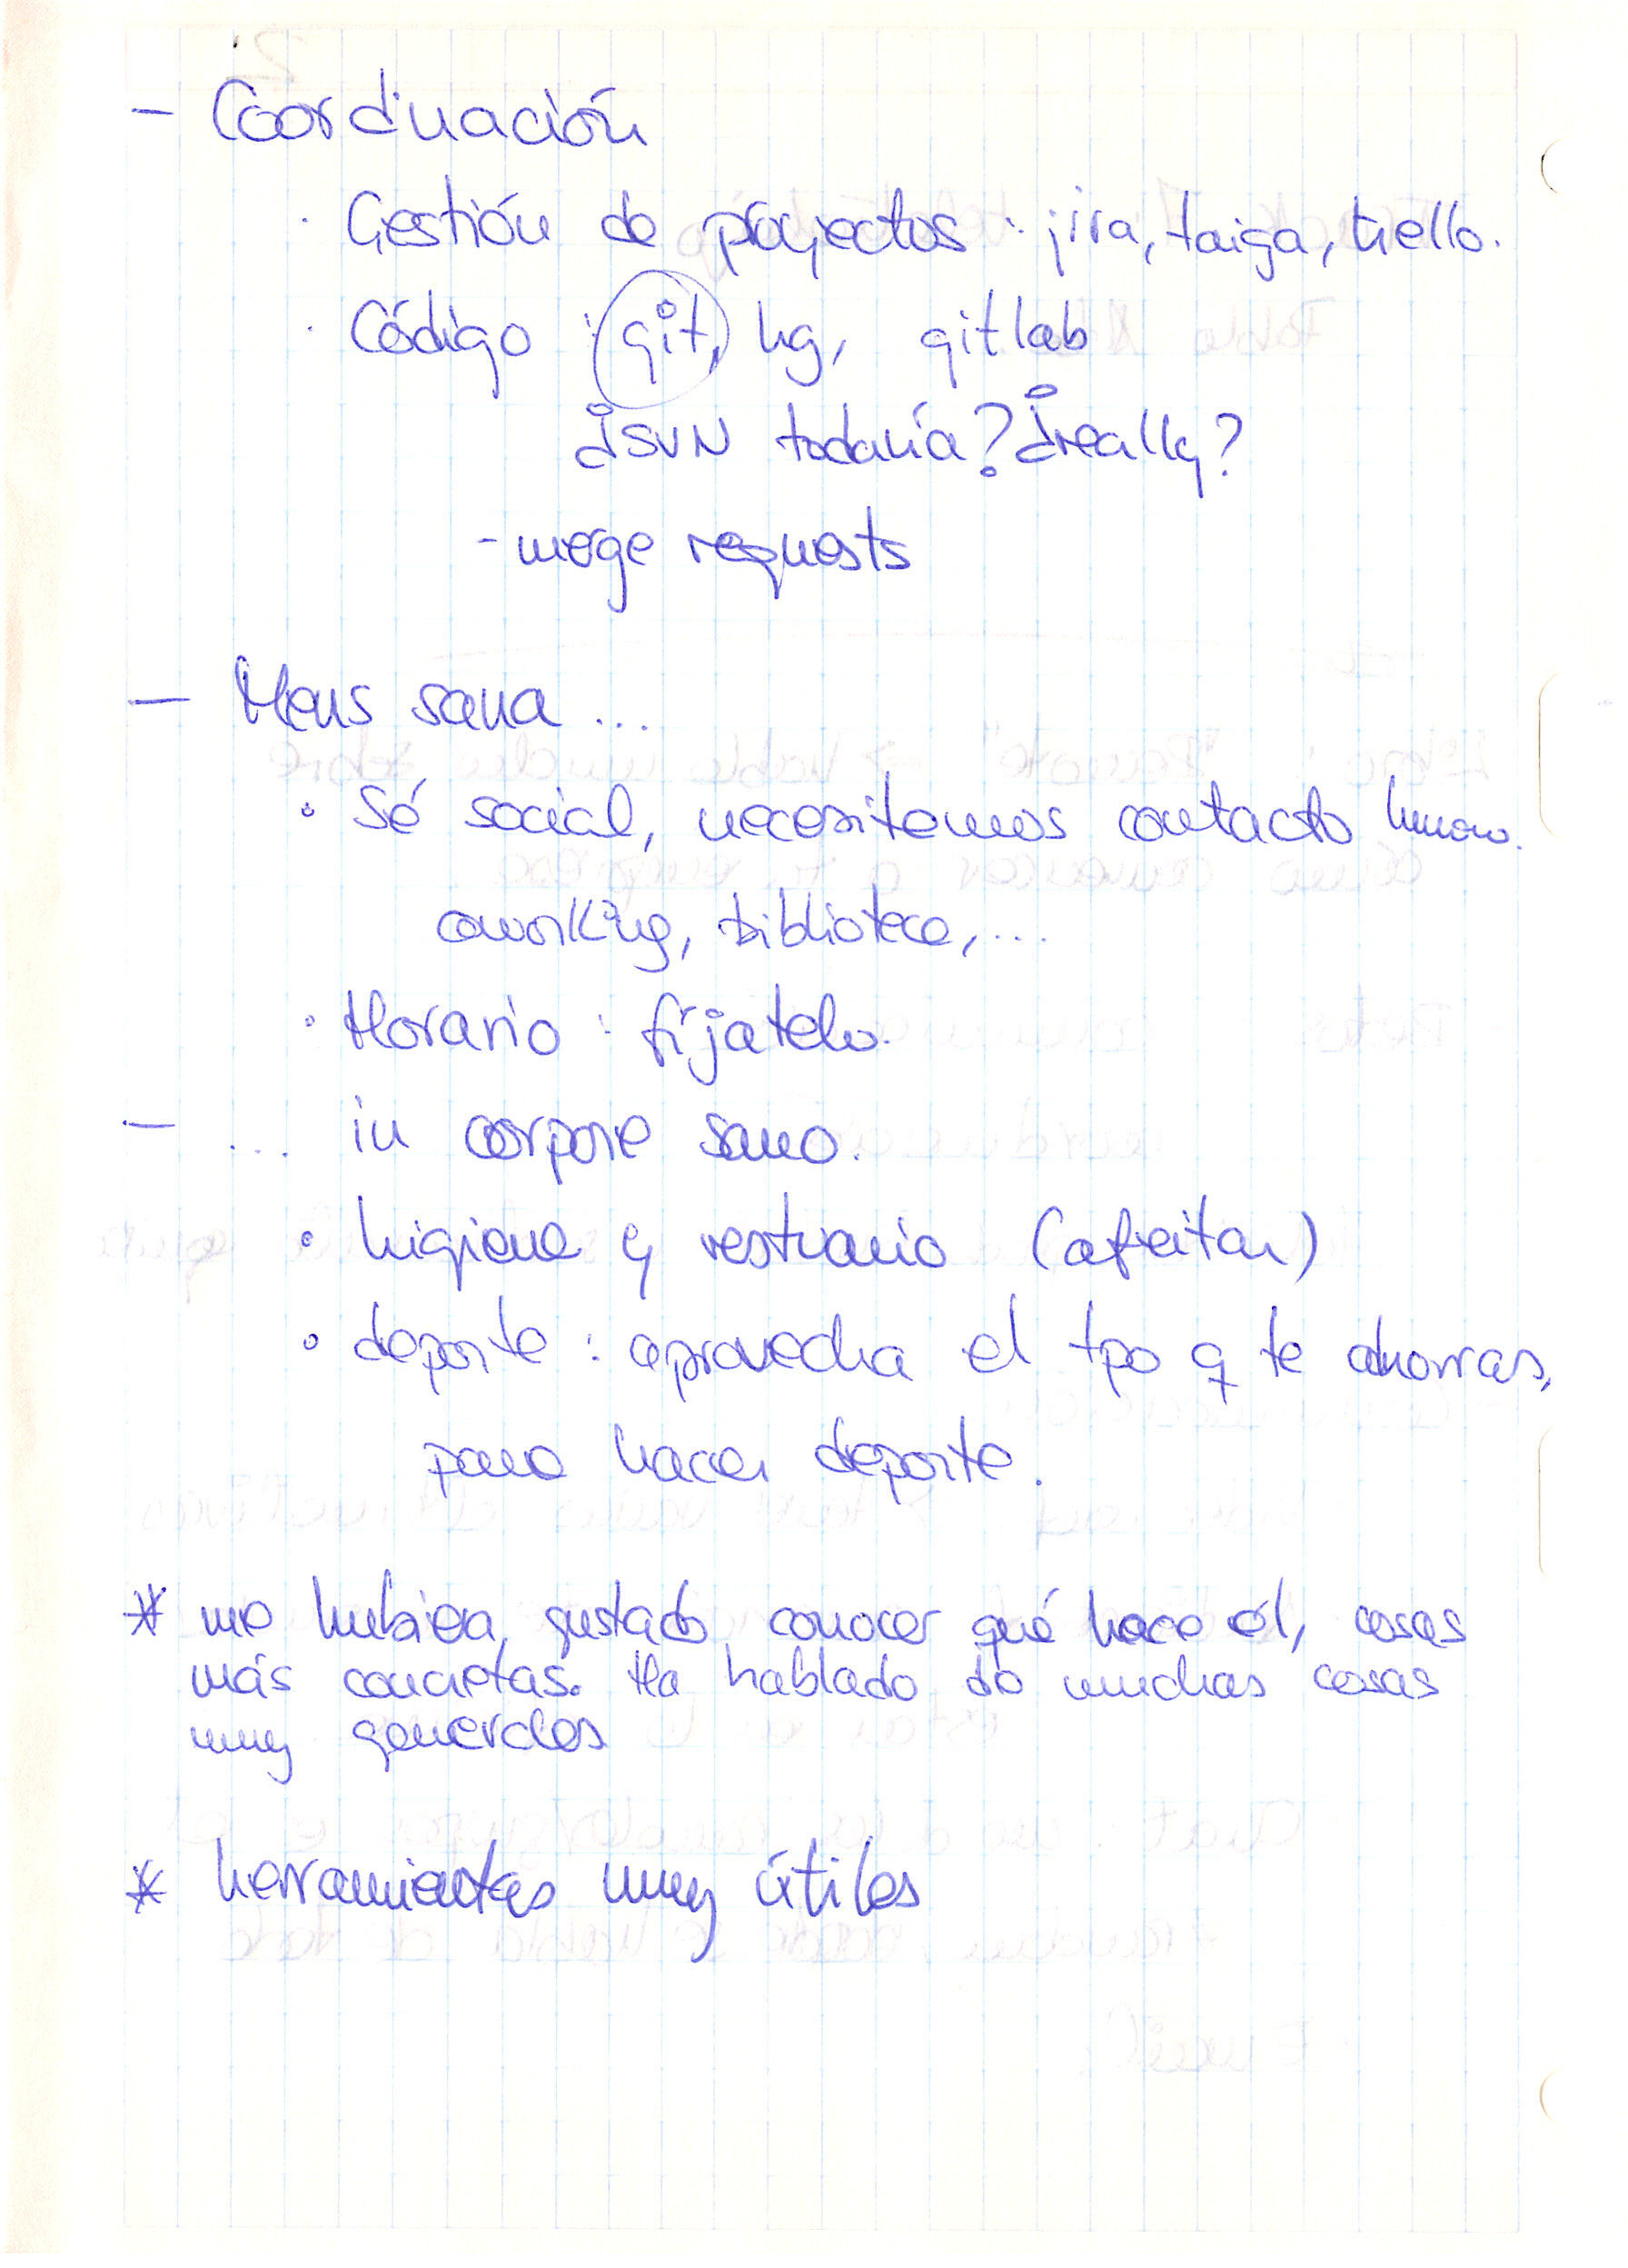 - Coordinación
· Gestión de proyectos : jira, taiga, trello.
· Código : git, hg, gitlab
¿SVN todavía? ¿really?
- merge requests
- Mens sana ...
· Sé social, necesitamos contacto humano.
coworking, biblioteca, ...
· Horario : fíjatelo.
- ... in corpore sano.
· higiene y vestuario (afeitar)
· deporte : aprovecha el tpo q te ahorras,
para hacer deporte.
* me hubiera gustado conocer qué hace él, cosas
más concretas. Ha hablado de muchas cosas
muy generales
* herramientas muy útiles